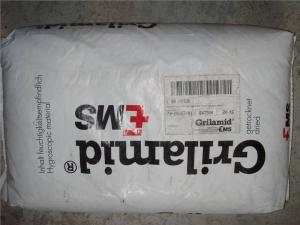 Grilamid®
EMS
Inhalt feuchtigkeitsempfindlich
Hygroscopic material
getrocknet
dried
Grilamid
EMS